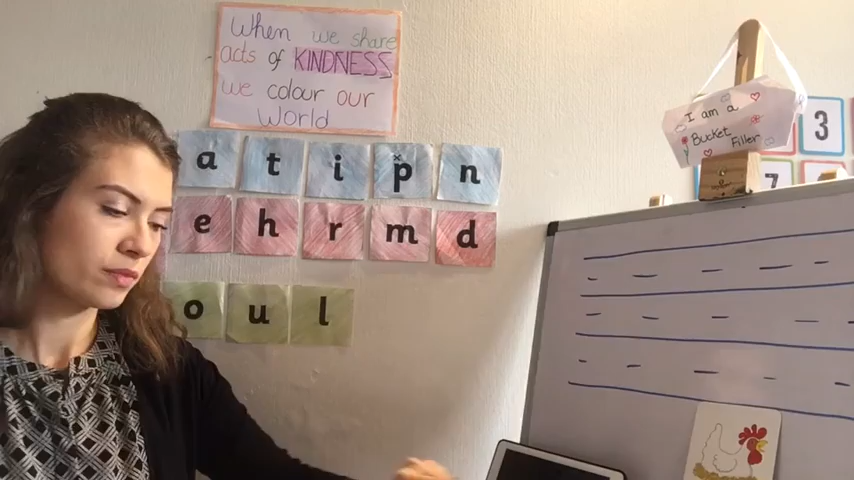 When we share
acts of KINDNESS
we colour our
World
a t i p n
e h r m d
o u l
I am a
Bucket
Filler
3
7